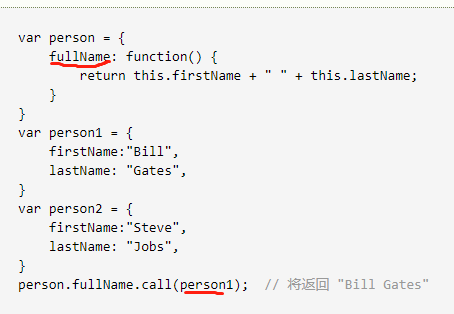 var person = {
    fullName: function() {
        return this.firstName + " " + this.lastName;
    }
}
var person1 = {
    firstName:"Bill",
    lastName: "Gates",
}
var person2 = {
    firstName:"Steve",
    lastName: "Jobs",
}
person.fullName.call(person1);  // 将返回 "Bill Gates"